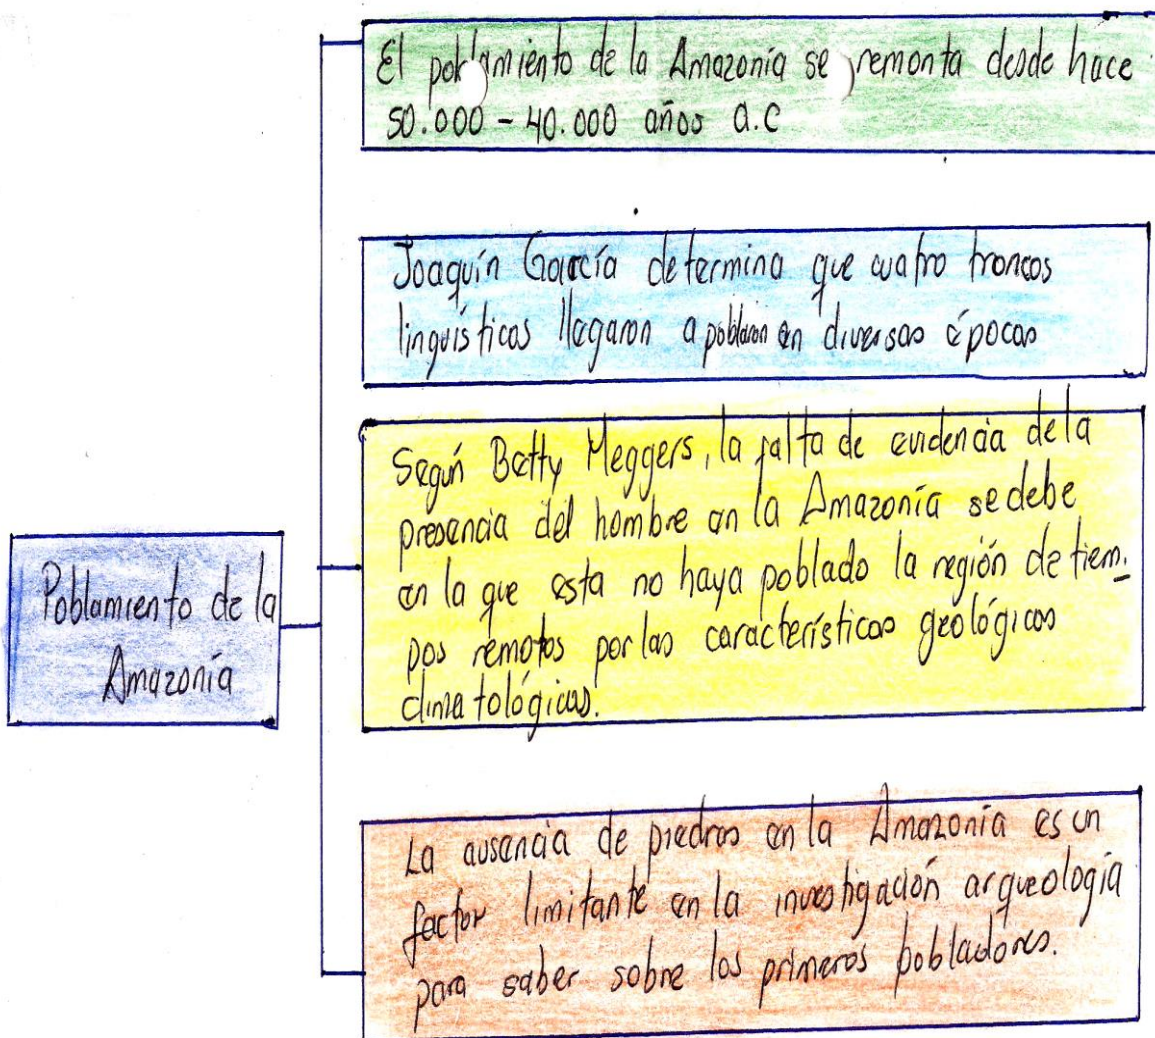 El poblamiento de la Amazonía se remonta desde hace
50.000 - 40.000 años a.c
Joaquín García determina que cuatro troncos
linguísticos llegaron a poblaron en diversas épocas
Según Betty Meggers, la falta de evidencia de la
presencia del hombre en la Amazonía se debe
en la que esta no haya poblado la región de tiem-
pos remotos por las características geológicas
climatológicas.
Poblamiento de la
Amazonía
La ausencia de piedras en la Amazonía es un
factor limitante en la investigación arqueología
para saber sobre los primeros pobladores.